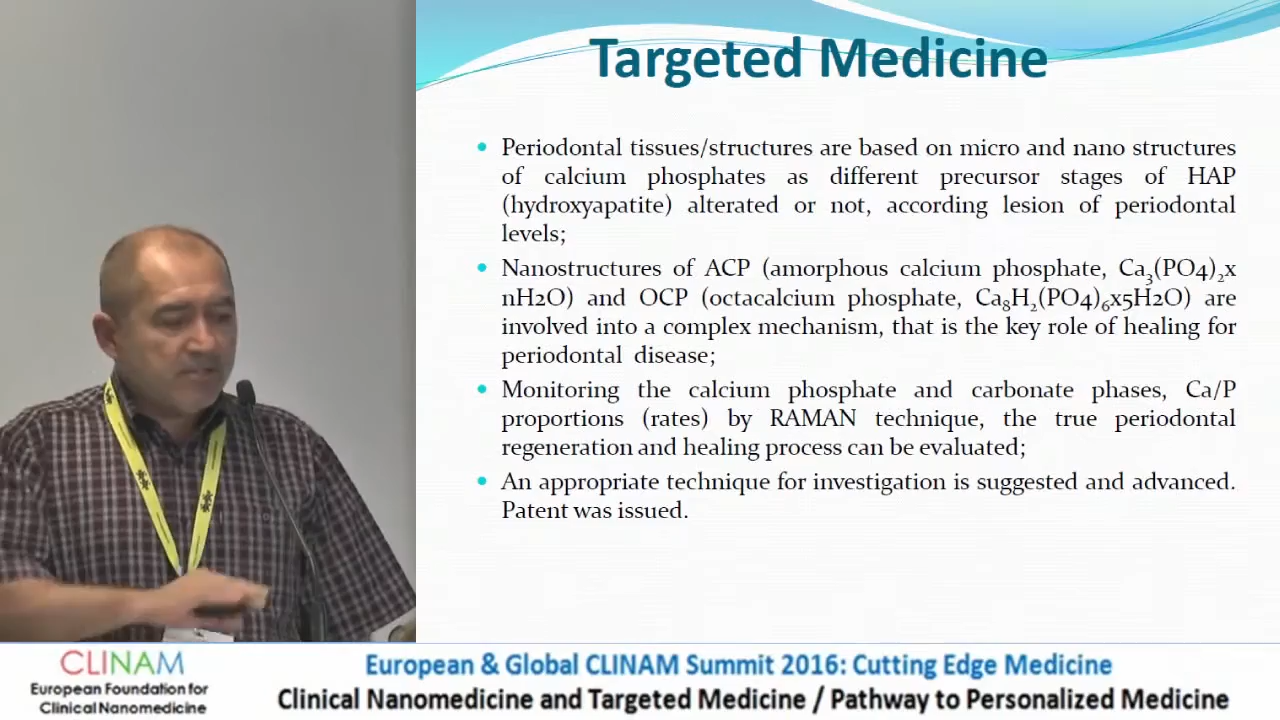 Targeted Medicine
• Periodontal tissues/structures are based on micro and nano structures
of calcium phosphates as different precursor stages of HAP
(hydroxyapatite) alterated or not, according lesion of periodontal
levels;
• Nanostructures of ACP (amorphous calcium phosphate, Ca₃(PO4)₂x
nH2O) and OCP (octacalcium phosphate, Ca₈H₂(PO4)₆x5H2O) are
involved into a complex mechanism, that is the key role of healing for
periodontal disease;
• Monitoring the calcium phosphate and carbonate phases, Ca/P
proportions (rates) by RAMAN technique, the true periodontal
regeneration and healing process can be evaluated;
• An appropriate technique for investigation is suggested and advanced.
Patent was issued.
CLINAM
European Foundation for
Clinical Nanomedicine
European & Global CLINAM Summit 2016: Cutting Edge Medicine
Clinical Nanomedicine and Targeted Medicine / Pathway to Personalized Medicine